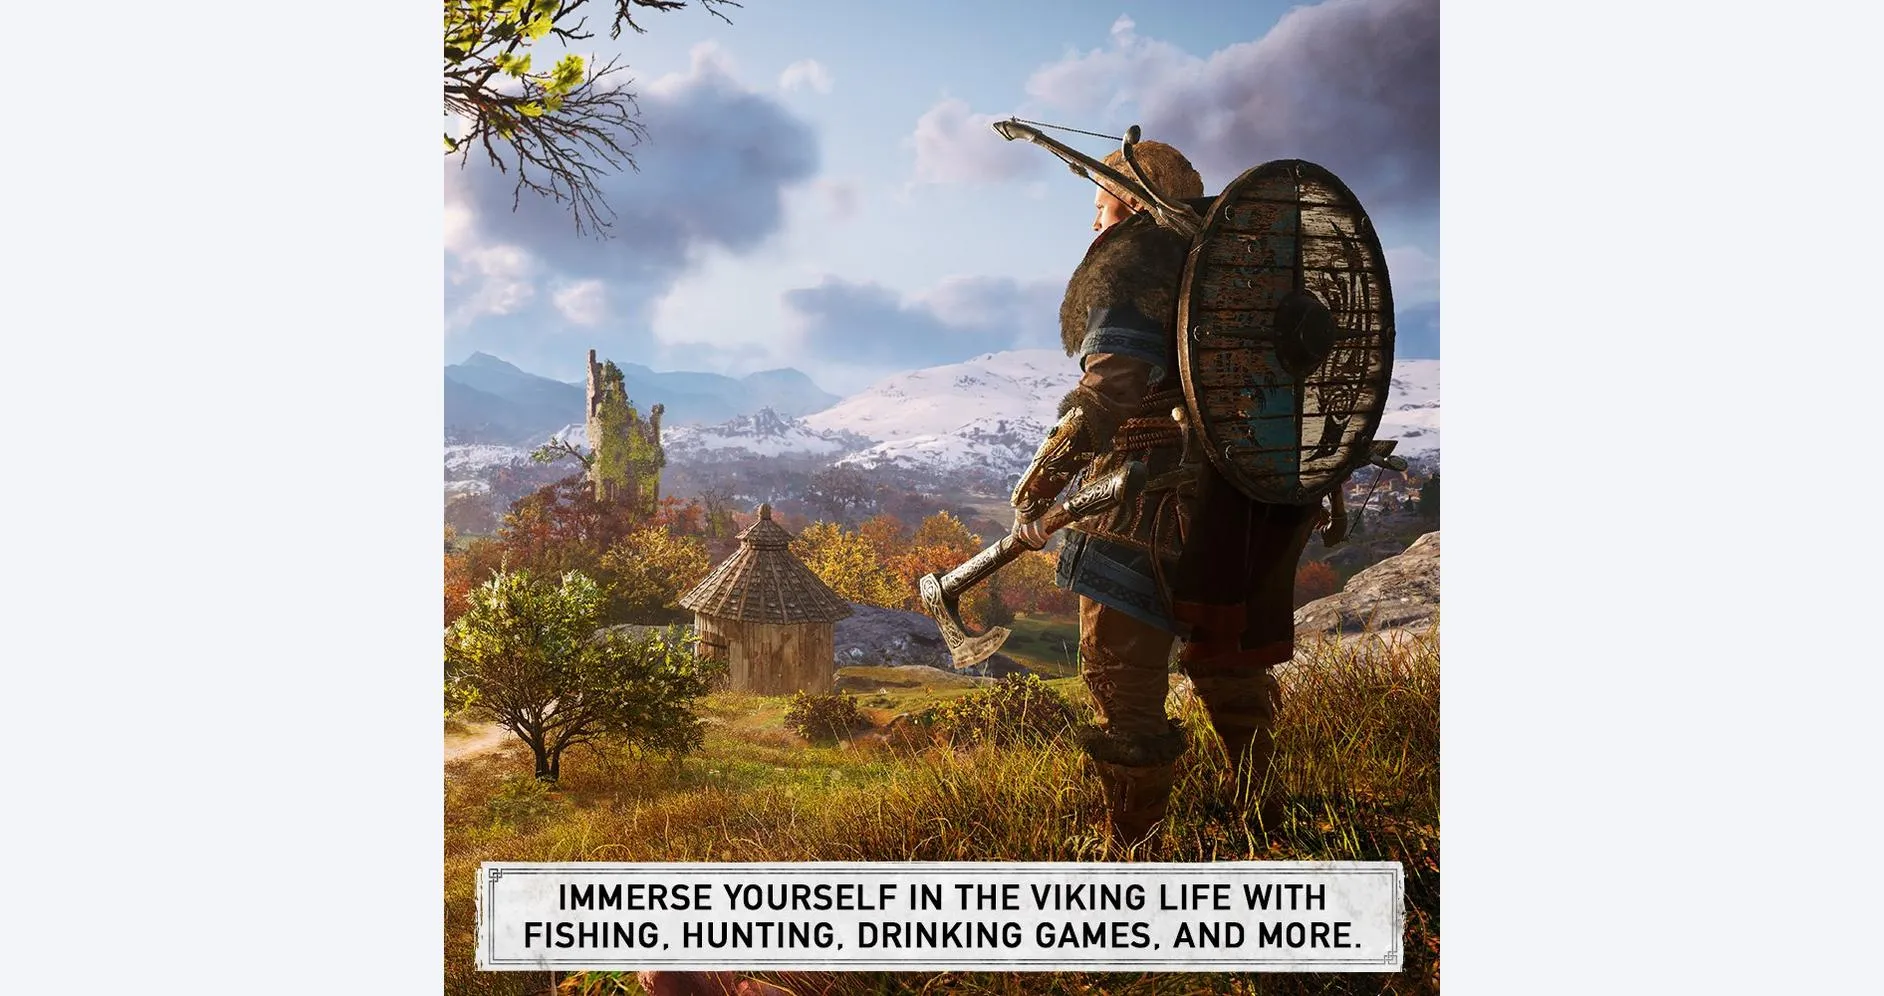 IMMERSE YOURSELF IN THE VIKING LIFE WITH
FISHING, HUNTING, DRINKING GAMES, AND MORE.